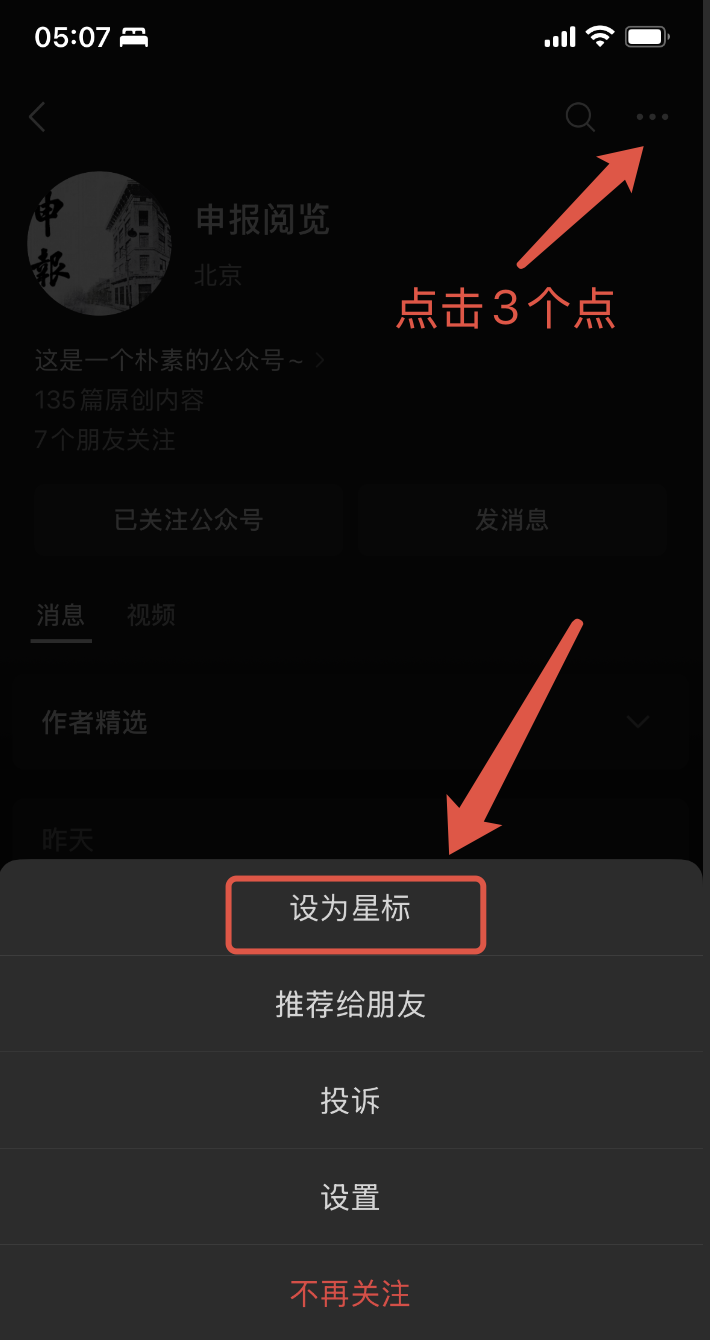 05:07
申報
申报阅览
北京
点击3个点
这是一个朴素的公众号~
135篇原创内容
7个朋友关注
已关注公众号
发消息
消息
视频
作者精选
昨天
设为星标
推荐给朋友
投诉
设置
不再关注